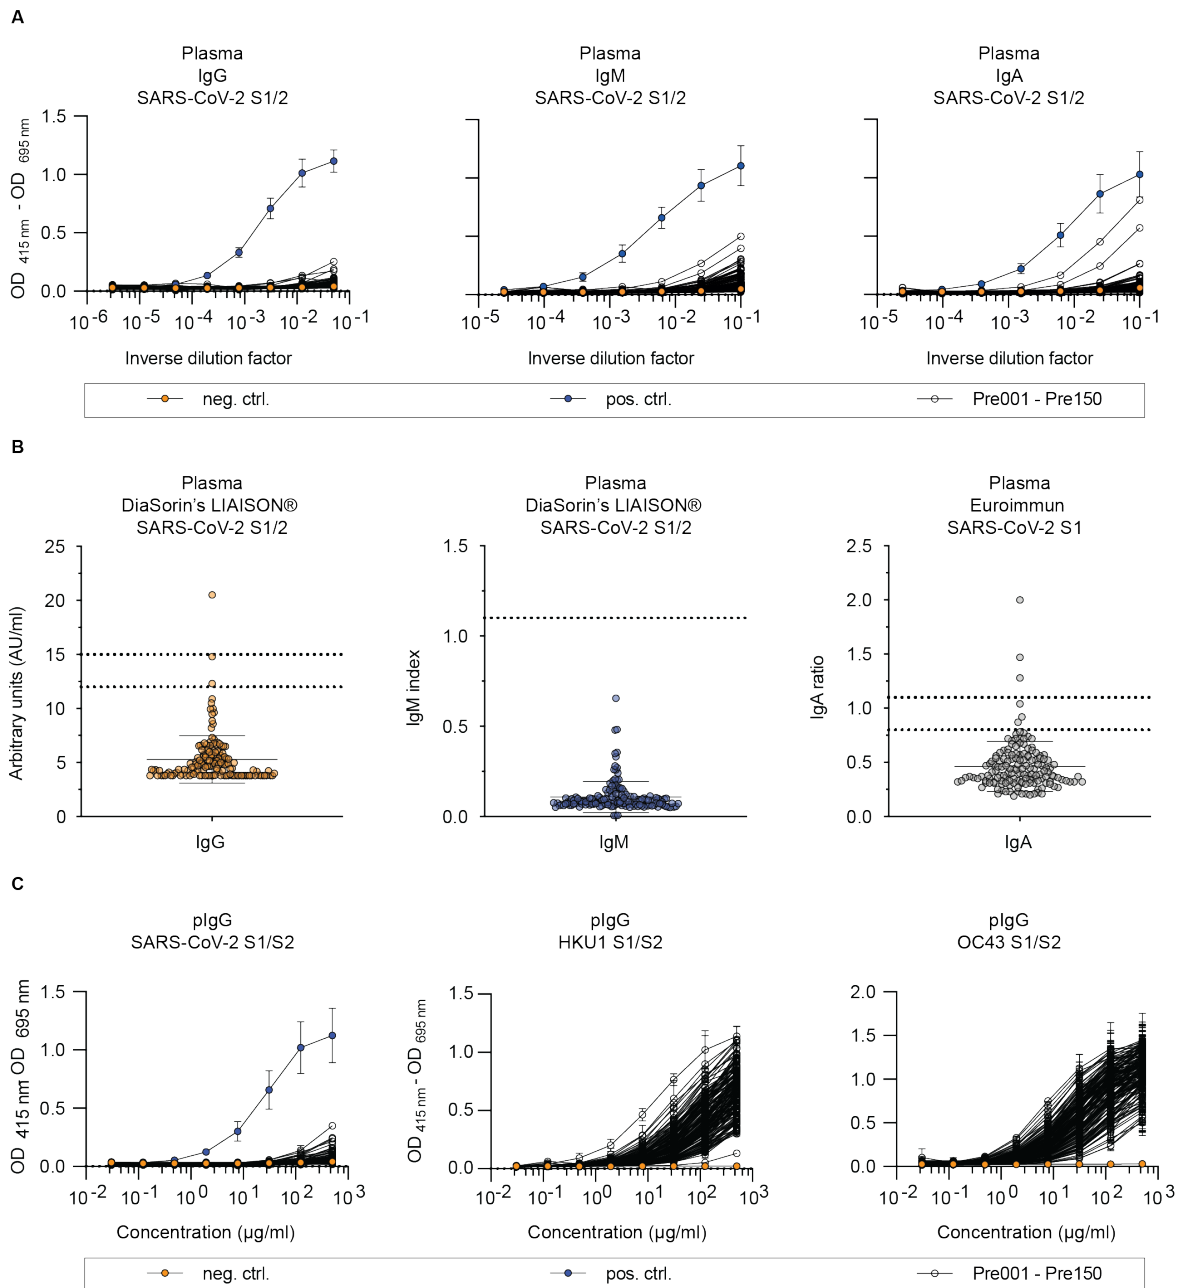 A
Plasma
IgG
SARS-CoV-2 S1/2
Plasma
IgM
SARS-CoV-2 S1/2
Plasma
IgA
SARS-CoV-2 S1/2
OD 415 nm - OD 695 nm
1.5
1.0
0.5
0.0
10-6 10-5 10-4 10-3 10-2 10-1
10-5 10-4 10-3 10-2 10-1
10-5 10-4 10-3 10-2 10-1
Inverse dilution factor
Inverse dilution factor
Inverse dilution factor
neg. ctrl. pos. ctrl. Pre001 - Pre150
B
Plasma
DiaSorin's LIAISON®
SARS-CoV-2 S1/2
Plasma
DiaSorin's LIAISON®
SARS-CoV-2 S1/2
Plasma
Euroimmun
SARS-CoV-2 S1
Arbitrary units (AU/ml)
25
20
15
10
5
0
IgG
IgM index
1.5
1.0
0.5
0.0
IgM
IgA ratio
2.5
2.0
1.5
1.0
0.5
0.0
IgA
C
pIgG
SARS-CoV-2 S1/S2
pIgG
HKU1 S1/S2
pIgG
OC43 S1/S2
OD 415 nm - OD 695 nm
1.5
1.0
0.5
0.0
10-2 10-1 100 101 102 103
Concentration (µg/ml)
OD 415 nm - OD 695 nm
1.5
1.0
0.5
0.0
10-2 10-1 100 101 102 103
Concentration (µg/ml)
2.0
1.5
1.0
0.5
0.0
10-2 10-1 100 101 102 103
Concentration (µg/ml)
neg. ctrl. pos. ctrl. Pre001 - Pre150